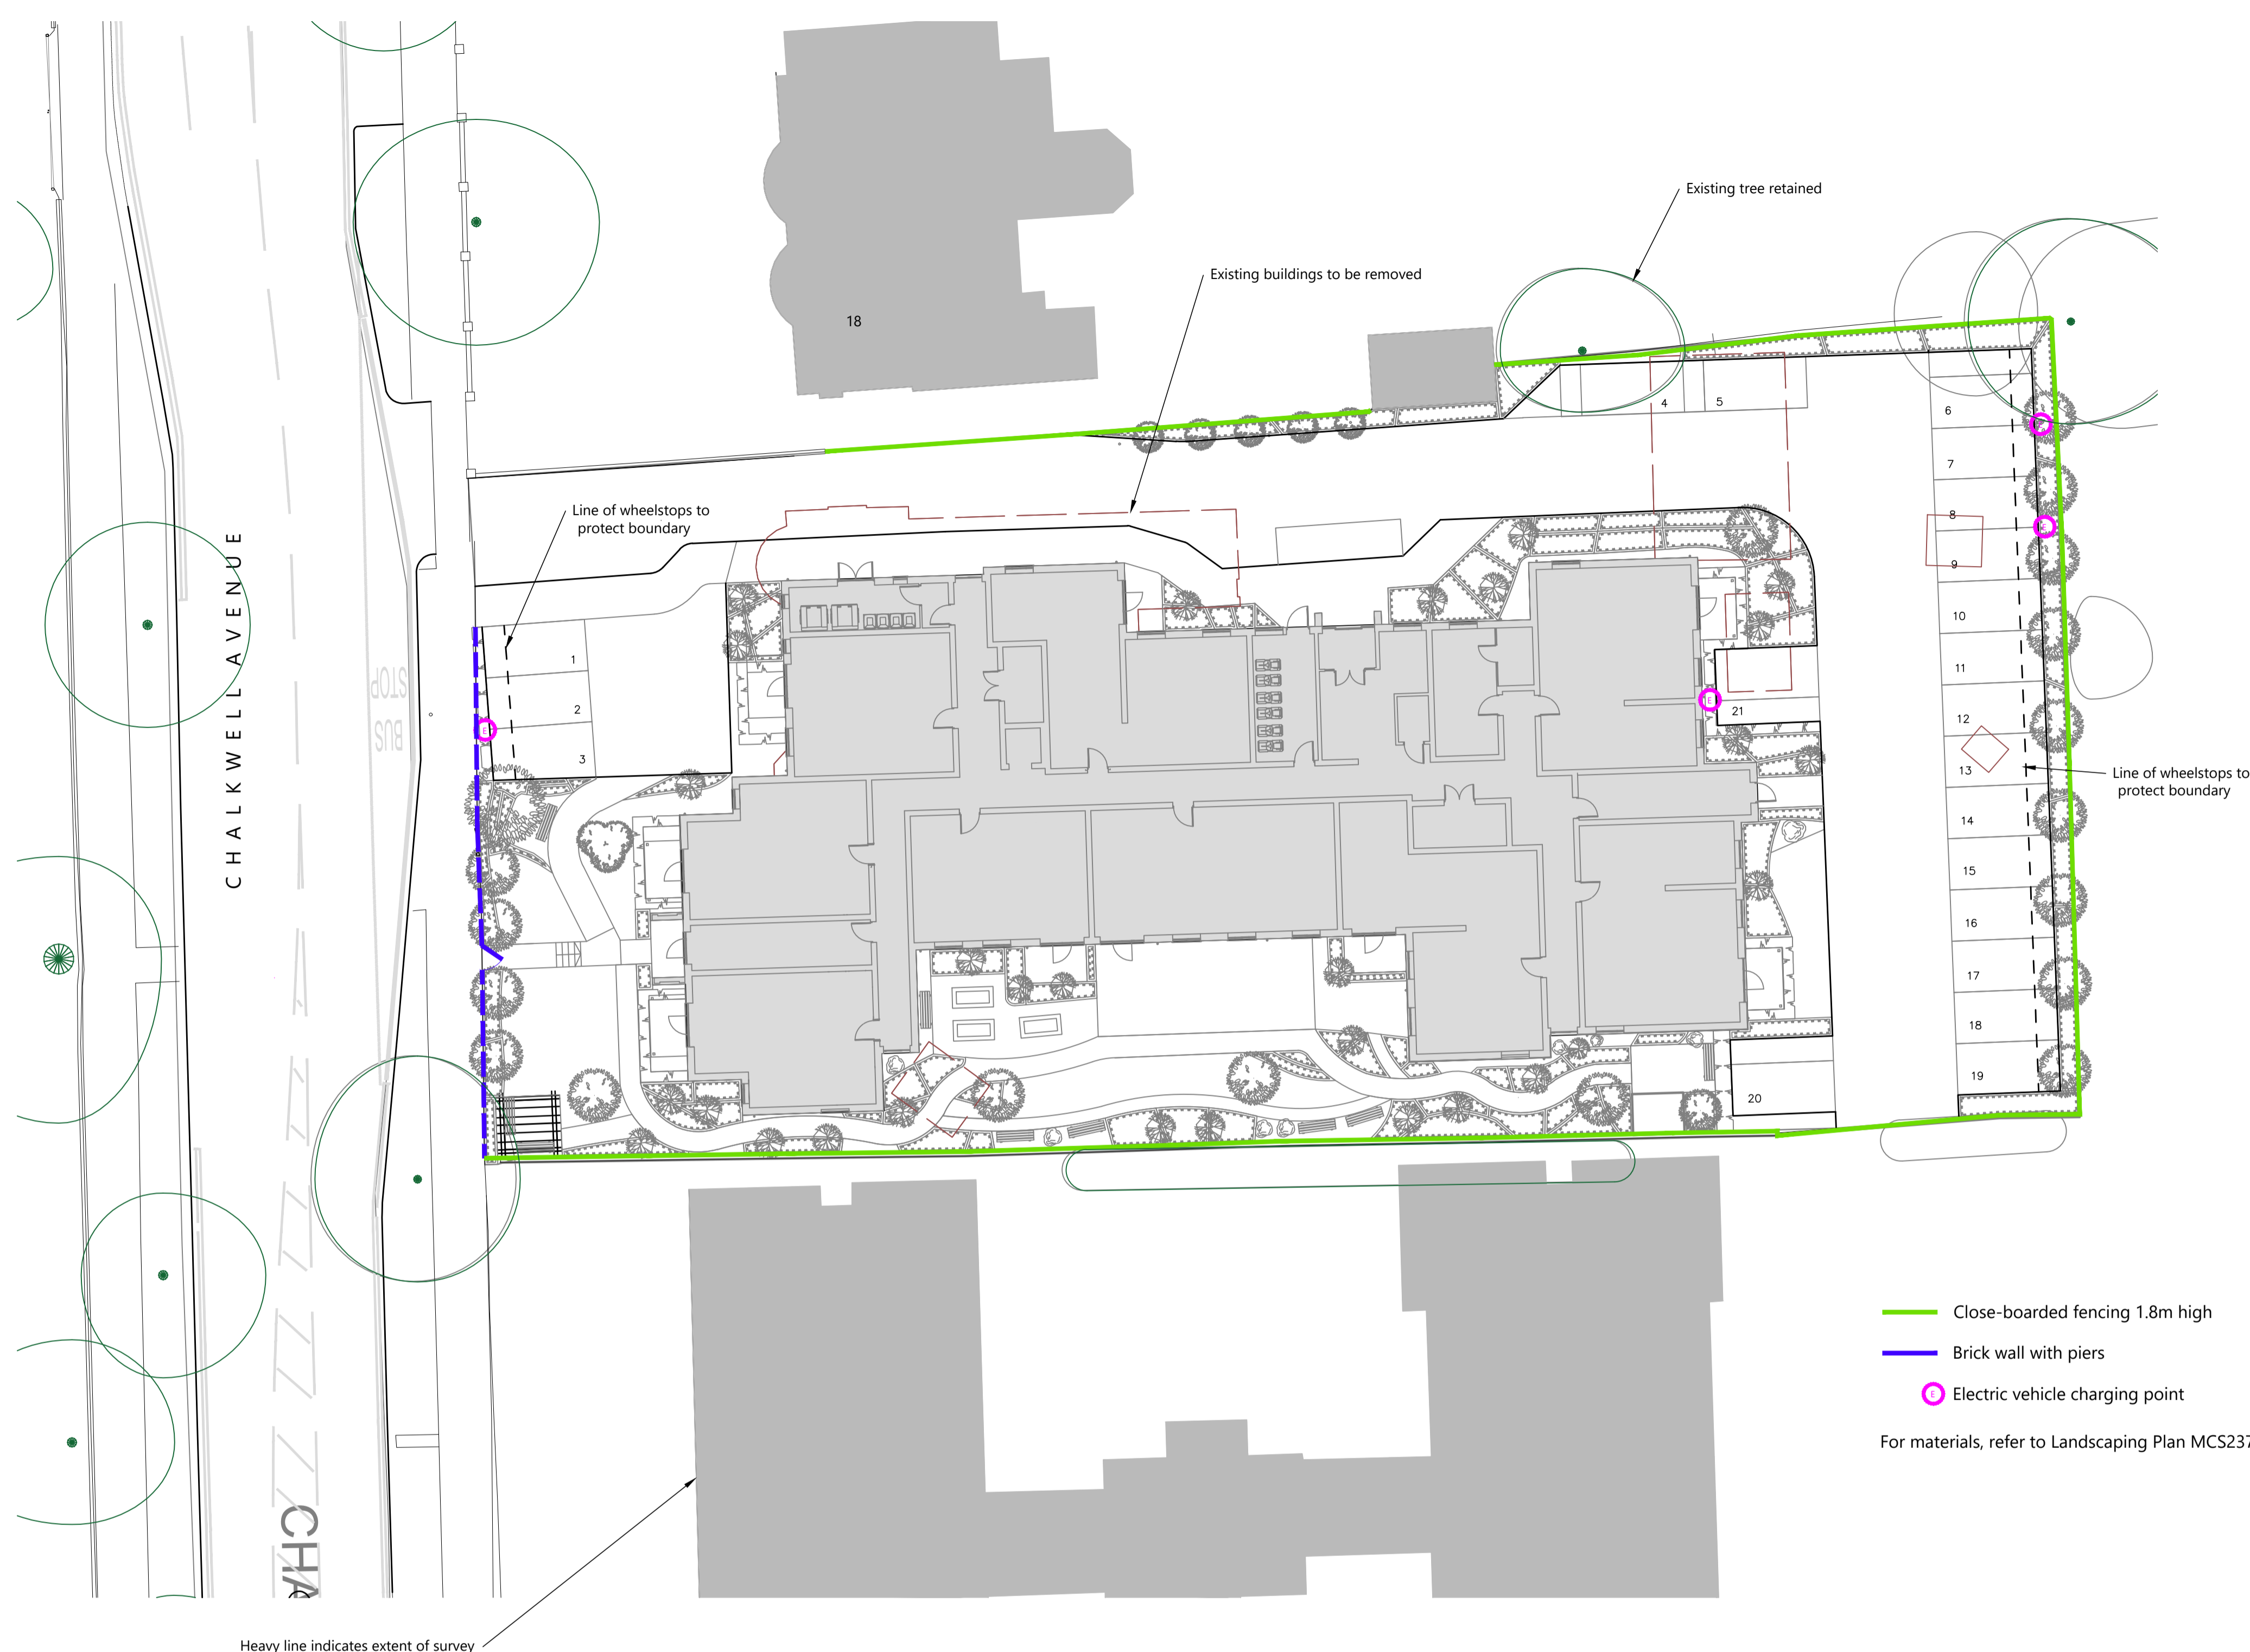 Existing tree retained
Existing buildings to be removed
18
Line of wheelstops to
protect boundary
CHALKWELL AVENUE
BUS
STOP
1
2
3
4
5
6
7
8
9
10
11
12
13
14
15
16
17
18
19
20
21
E
E
E
E
Line of wheelstops to
protect boundary
Close-boarded fencing 1.8m high
Brick wall with piers
E Electric vehicle charging point
For materials, refer to Landscaping Plan MCS237
CHA
Heavy line indicates extent of survey